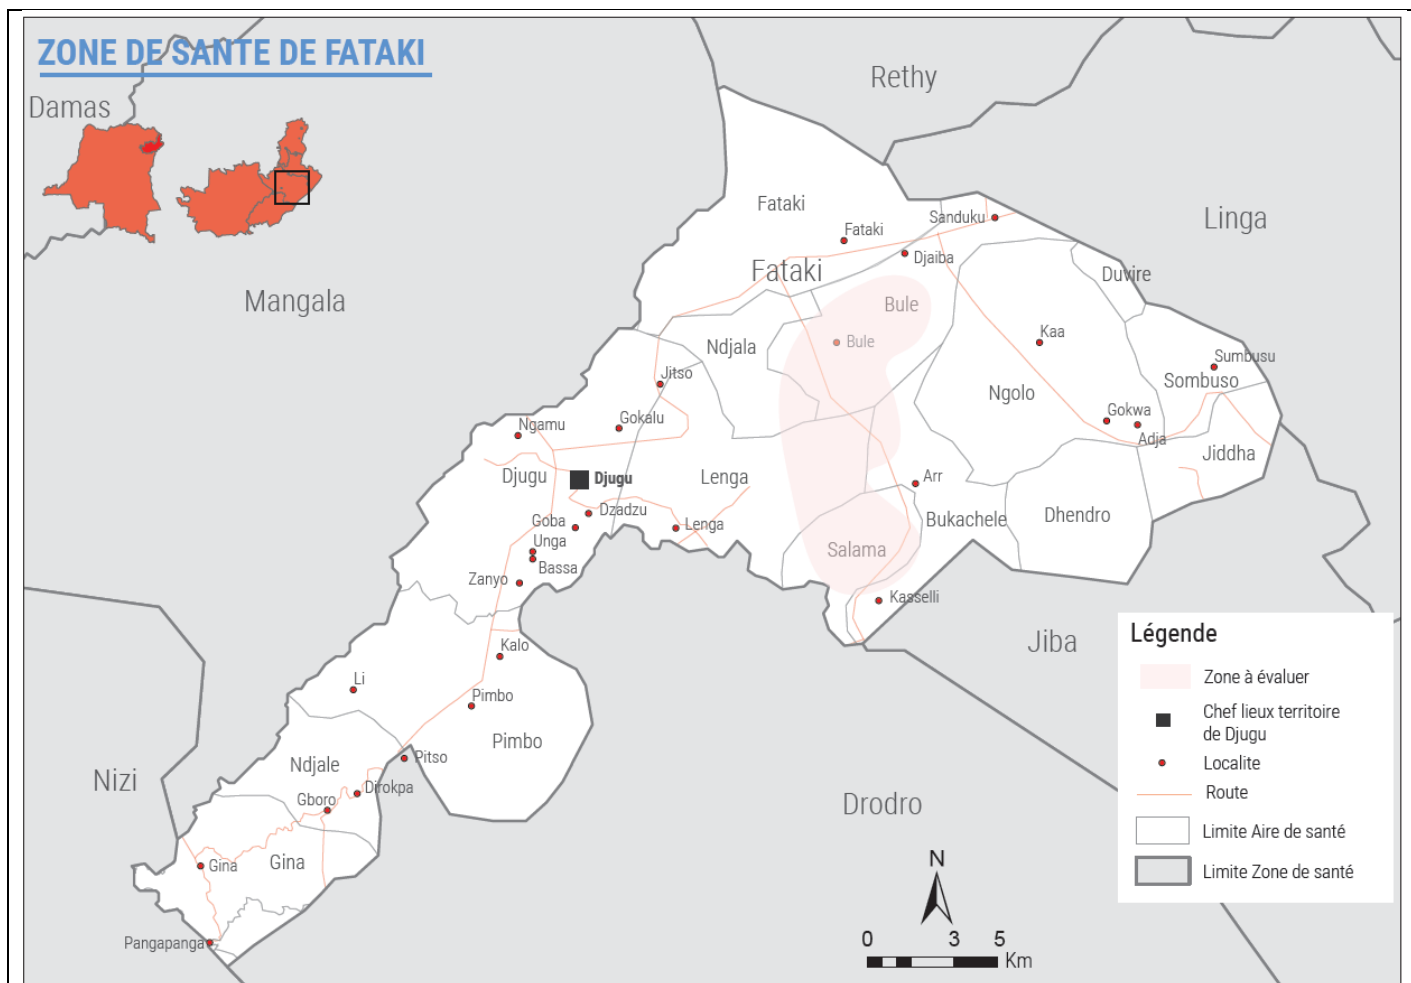 ZONE DE SANTE DE FATAKI
Rethy
Damas
Linga
Fataki
Sanduku
Fataki
Djaiba
Fataki
Duvire
Mangala
Bule
Kaa
Bule
Ndjala
Sumbusu
Jitso
Sombuso
Ngolo
Gokwa
Gokalu
Ngamu
Adja
Jiddha
Djugu
Djugu
Lenga
Arr
Dzadzu
Dhendro
Goba
Lenga
Bukachele
Unga
Salama
Bassa
Zanyo
Kasselli
Jiba
Kalo
Li
Pimbo
Pimbo
Pitso
Ndjale
Nizi
Dirokpa
Gboro
Drodro
Gina
Gina
Pangapanga
Légende
Zone à évaluer
Chef lieux territoire
de Djugu
Localite
Route
Limite Aire de santé
Limite Zone de santé
N
0 3 5
Km